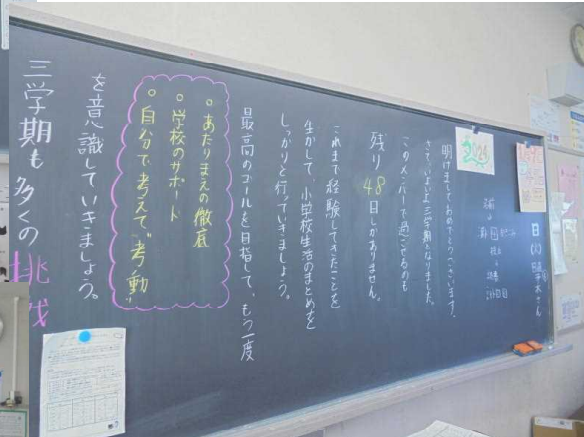 日
(火)
2024
明けましておめでとうございます。
さて、いよいよ三学期となりました。
このメンバーで過ごせるのも
残り48日しかありません。
これまで経験してきたことを
生かして、小学校生活のまとめを
しっかりと行っていきましょう。
最高のゴールを目指して、もう一度
・あたりまえの徹底
・学校のサポート
・自分で考えて“考動”
を意識していきましょう。
三学期も多くの挑戦